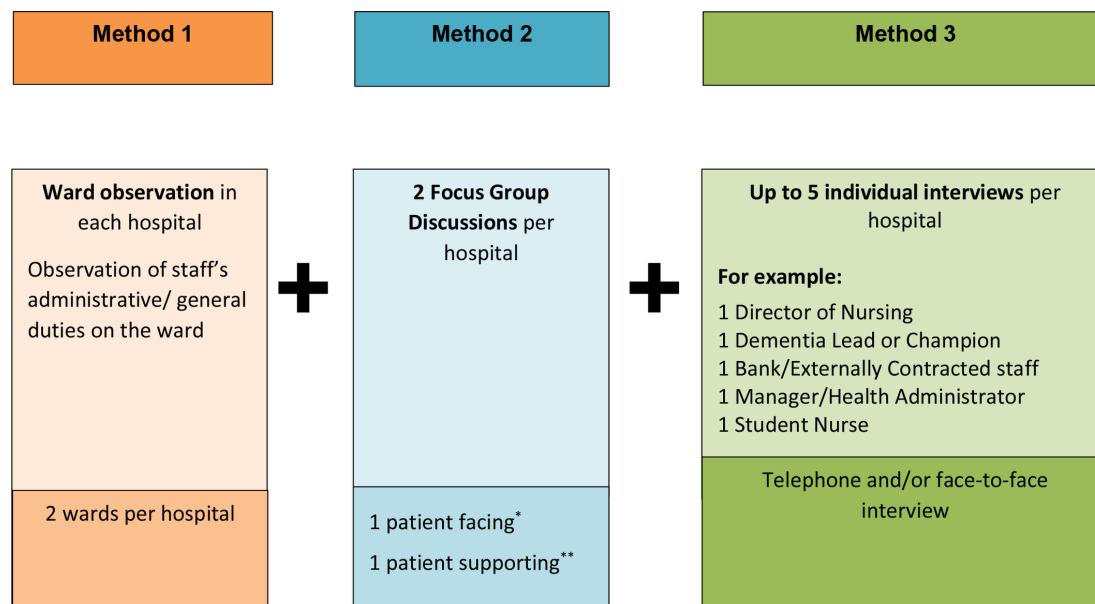 Method 1
Method 2
Method 3
Ward observation in
each hospital
Observation of staff’s
administrative/ general
duties on the ward
2 wards per hospital
+
2 Focus Group
Discussions per
hospital
1 patient facing*
1 patient supporting**
+
Up to 5 individual interviews per
hospital
For example:
1 Director of Nursing
1 Dementia Lead or Champion
1 Bank/Externally Contracted staff
1 Manager/Health Administrator
1 Student Nurse
Telephone and/or face-to-face
interview